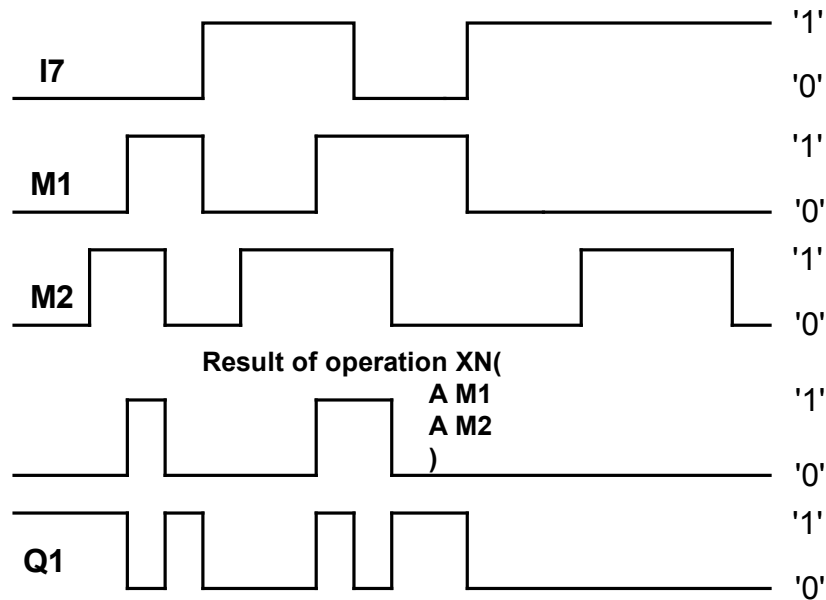 '1'
I7
'0'
'1'
M1
'0'
'1'
M2
'0'
Result of operation XN(
A M1
A M2
)
'1'
'0'
'1'
Q1
'0'